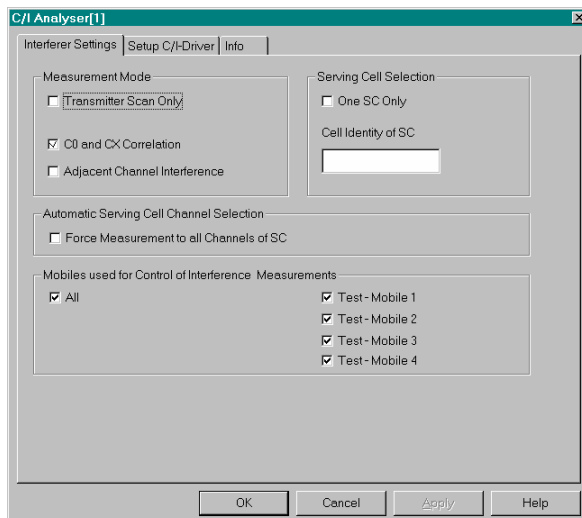 C/I Analyser[1]
Interferer Settings Setup C/I-Driver Info
Measurement Mode
Transmitter Scan Only
C0 and CX Correlation
Adjacent Channel Interference
Serving Cell Selection
One SC Only
Cell Identity of SC
Automatic Serving Cell Channel Selection
Force Measurement to all Channels of SC
Mobiles used for Control of Interference Measurements
All
Test-Mobile 1
Test-Mobile 2
Test-Mobile 3
Test-Mobile 4
OK Cancel Apply Help